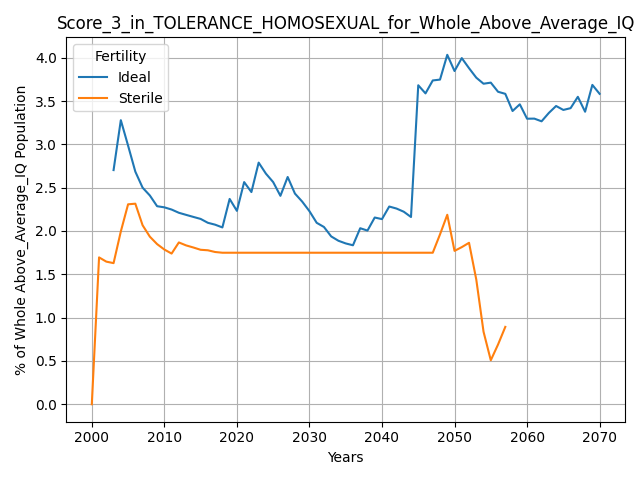 Score_3_in_TOLERANCE_HOMOSEXUAL_for_Whole_Above_Average_IQ
Fertility
Ideal
Sterile
% of Whole Above_Average_IQ Population
4.0
3.5
3.0
2.5
2.0
1.5
1.0
0.5
0.0
2000 2010 2020 2030 2040 2050 2060 2070
Years